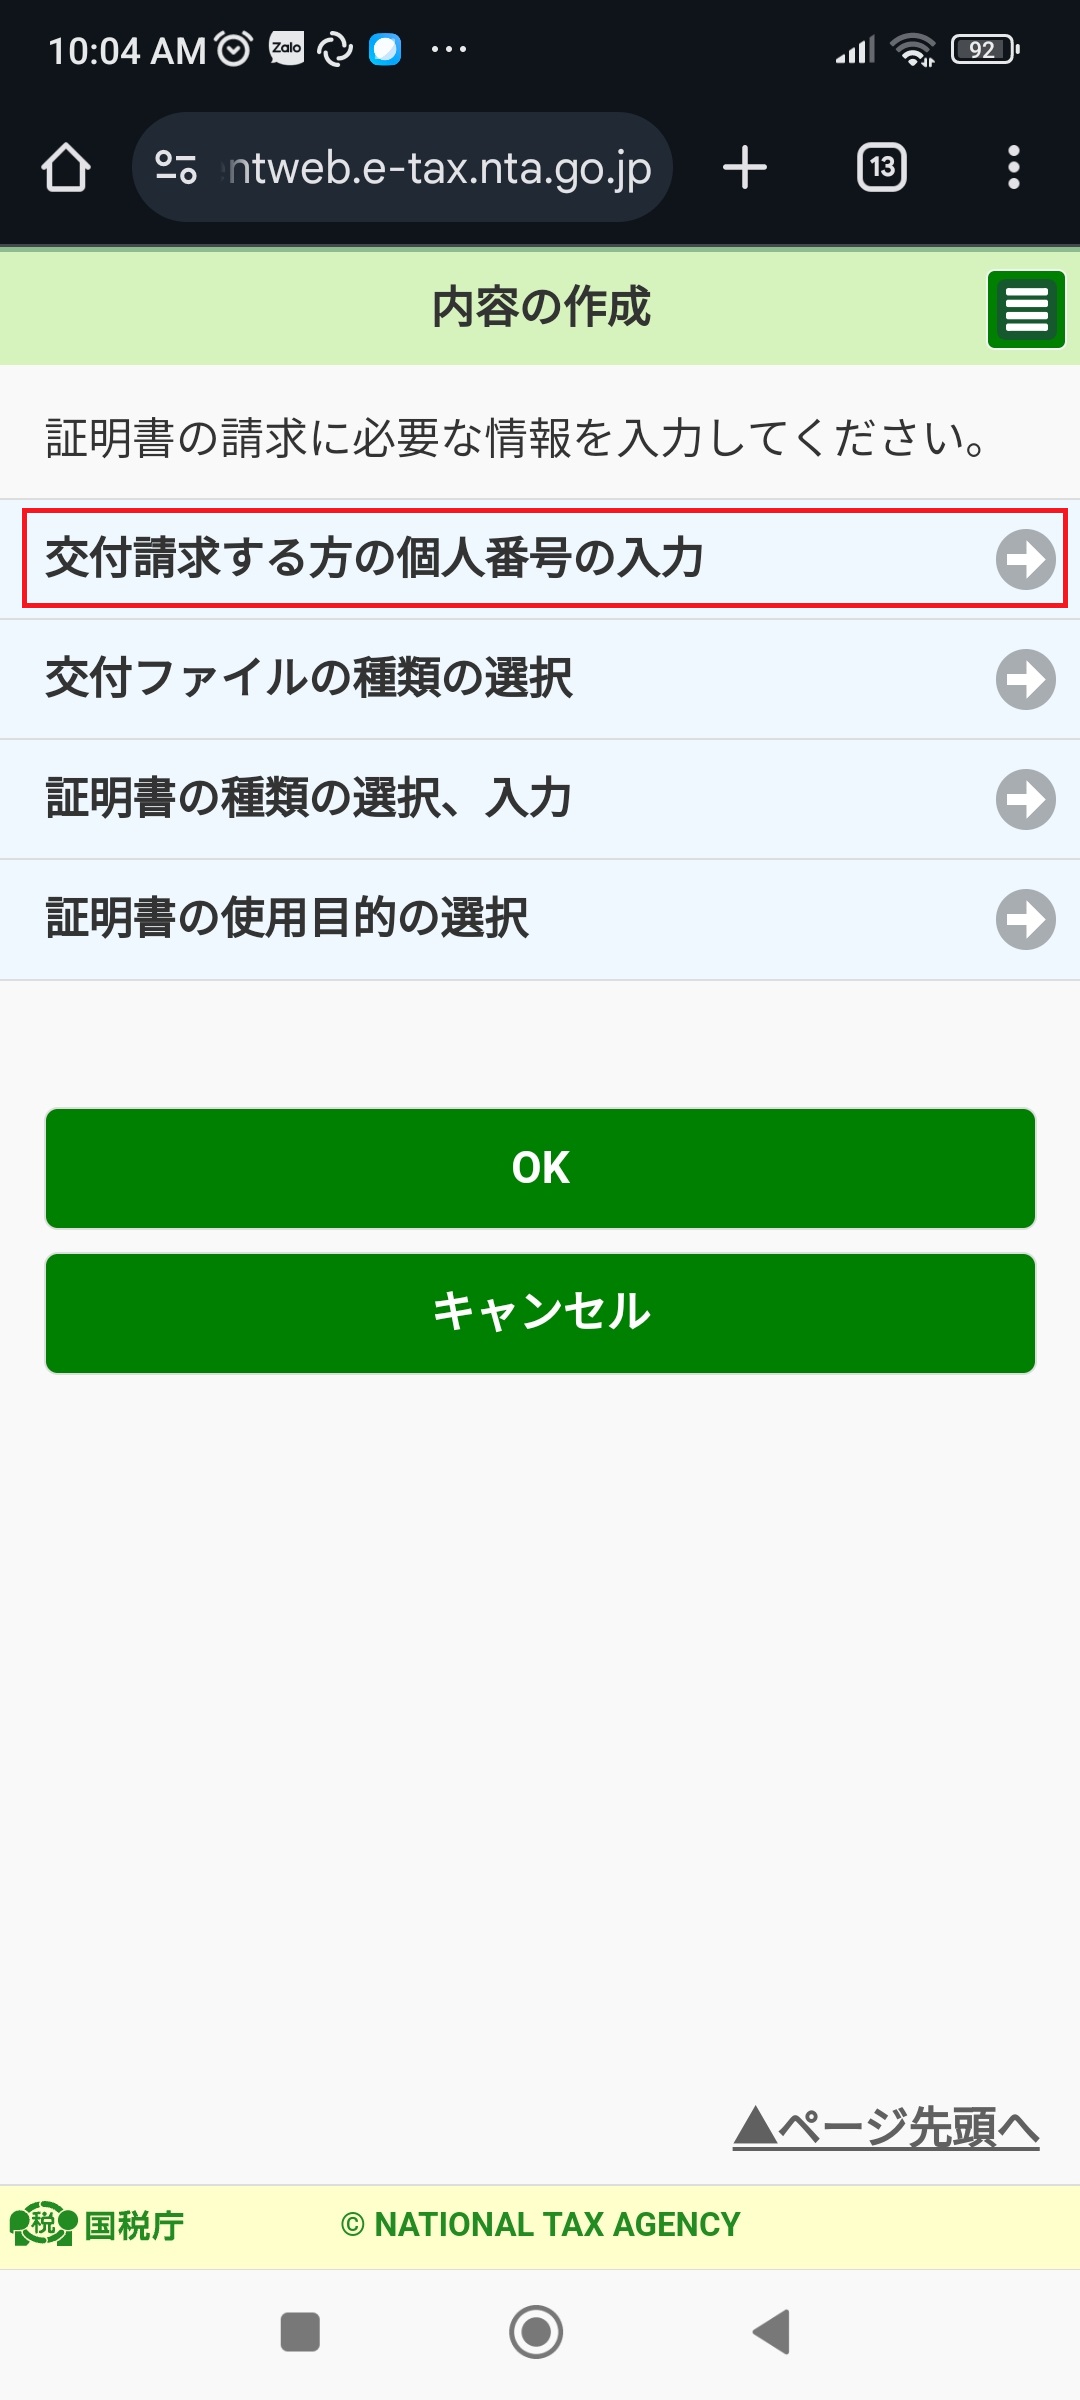 10:04 AM Zalo ... 92
ntweb.e-tax.nta.go.jp 13
内容の作成
証明書の請求に必要な情報を入力してください。
交付請求する方の個人番号の入力
交付ファイルの種類の選択
証明書の種類の選択、入力
証明書の使用目的の選択
OK
キャンセル
▲ページ先頭へ
税 国税庁 © NATIONAL TAX AGENCY